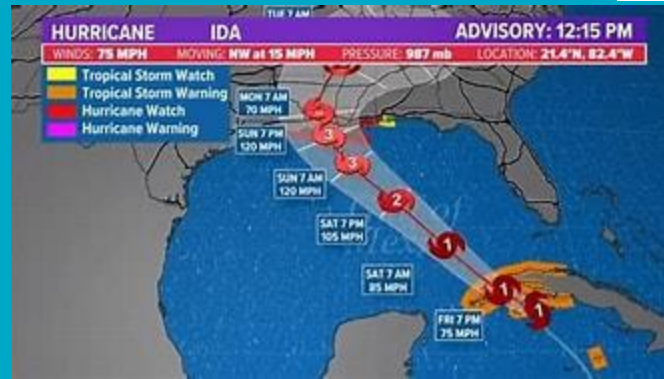 HURRICANE IDA ADVISORY: 12:15 PM
WINDS: 75 MPH MOVING: NW at 15 MPH PRESSURE: 987 mb LOCATION: 21.4°N, 82.4°W
TUE 7 AM
Tropical Storm Watch
Tropical Storm Warning
Hurricane Watch
Hurricane Warning
MON 7 AM
70 MPH
SUN 7 PM
120 MPH
3
SUN 7 AM
120 MPH
3
SAT 7 PM
105 MPH
2
SAT 7 AM
85 MPH
1
FRI 7 PM
75 MPH
1
1